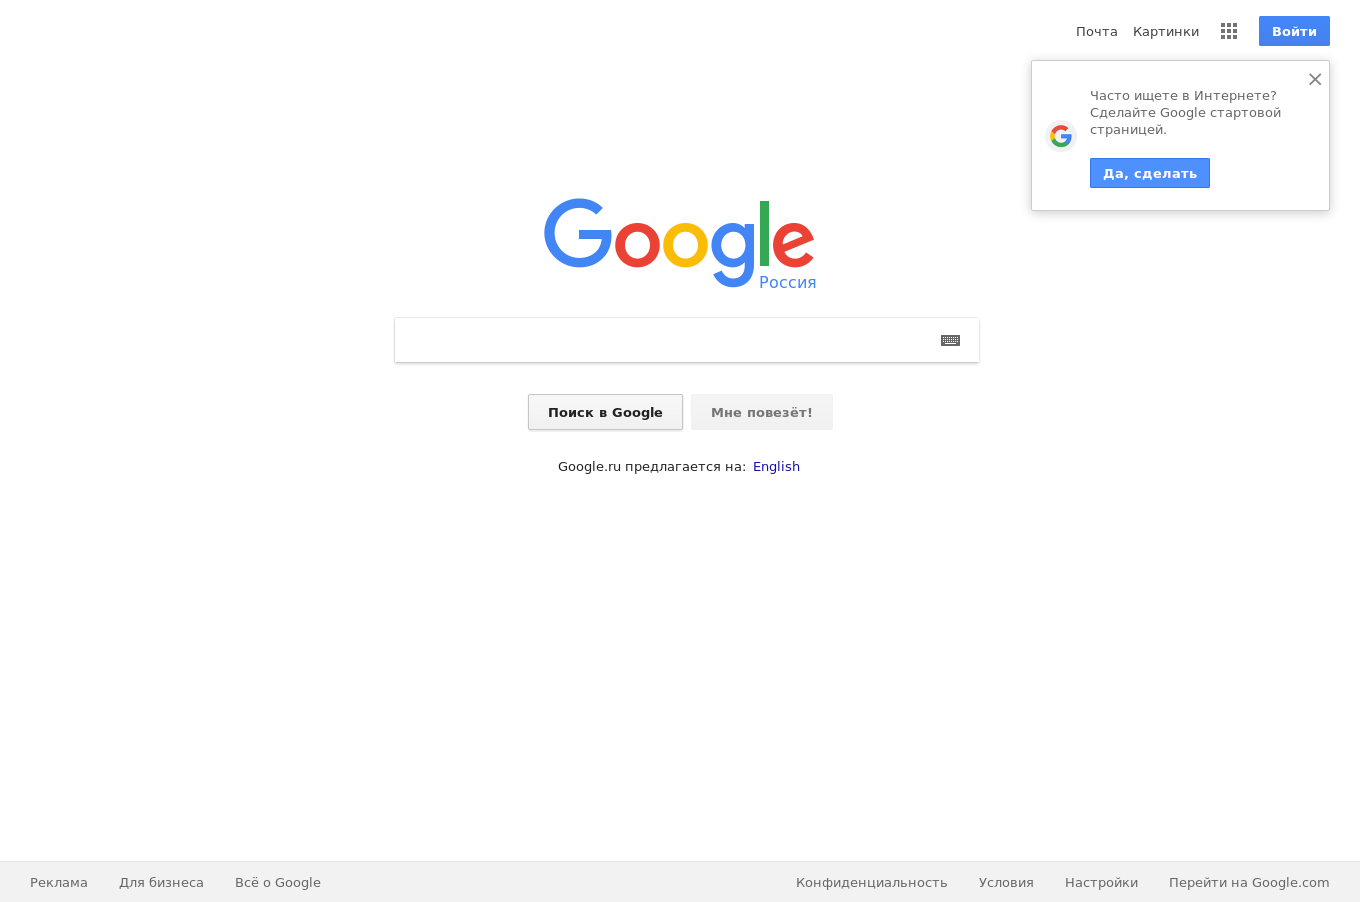 Почта Картинки Войти
Часто ищете в Интернете?
Сделайте Google стартовой
страницей.
Да, сделать
Google
Россия
Поиск в Google Мне повезёт!
Google.ru предлагается на: English
Реклама Для бизнеса Всё о Google Конфиденциальность Условия Настройки Перейти на Google.com